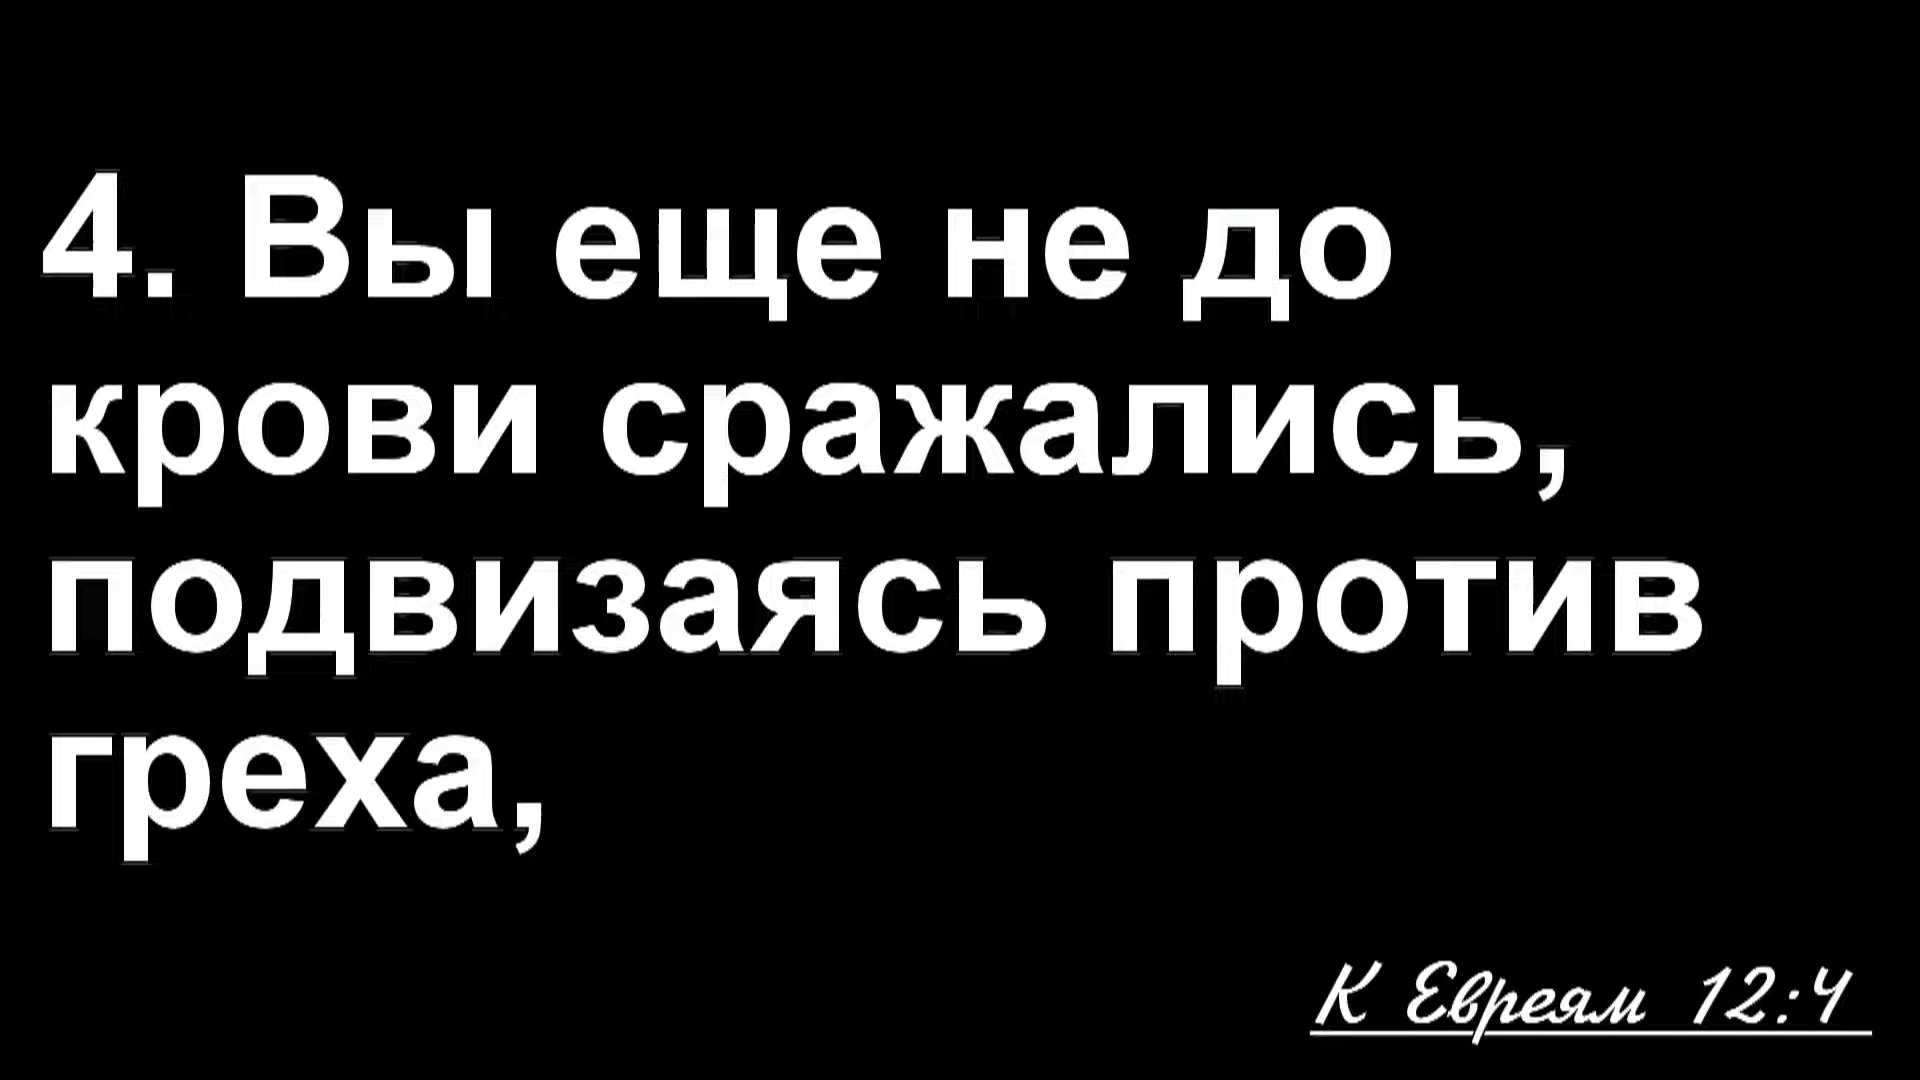 4. Вы еще не до
крови сражались,
подвизаясь против
греха,
К Евреям 12:4